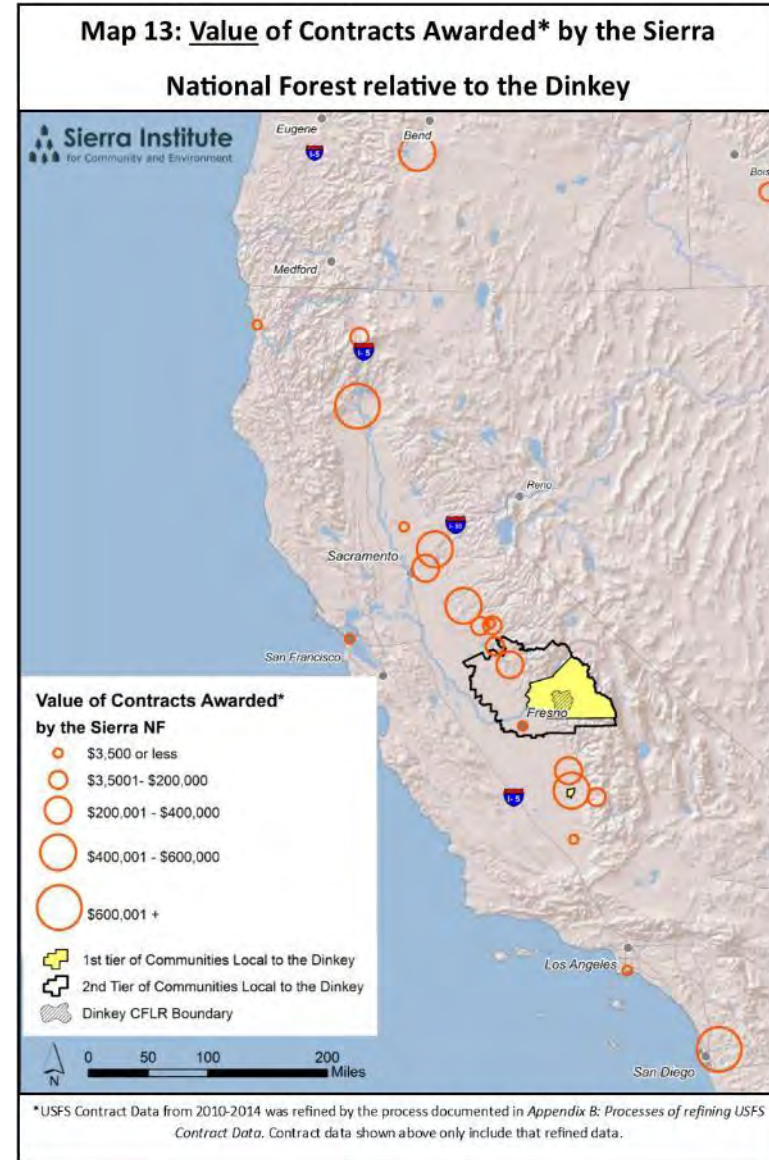 Map 13: Value of Contracts Awarded* by the Sierra
National Forest relative to the Dinkey
Sierra Institute
for Community and Environment
Eugene
Bend
I-5
Medford
I-5
Reno
Sacramento
San Francisco
Fresno
I-5
Los Angeles
San Diego
Value of Contracts Awarded*
by the Sierra NF
$3,500 or less
$3,5001- $200,000
$200,001 - $400,000
$400,001 - $600,000
$600,001 +
1st tier of Communities Local to the Dinkey
2nd Tier of Communities Local to the Dinkey
Dinkey CFLR Boundary
N
0 50 100 200
Miles
*USFS Contract Data from 2010-2014 was refined by the process documented in Appendix B: Processes of refining USFS
Contract Data. Contract data shown above only include that refined data.